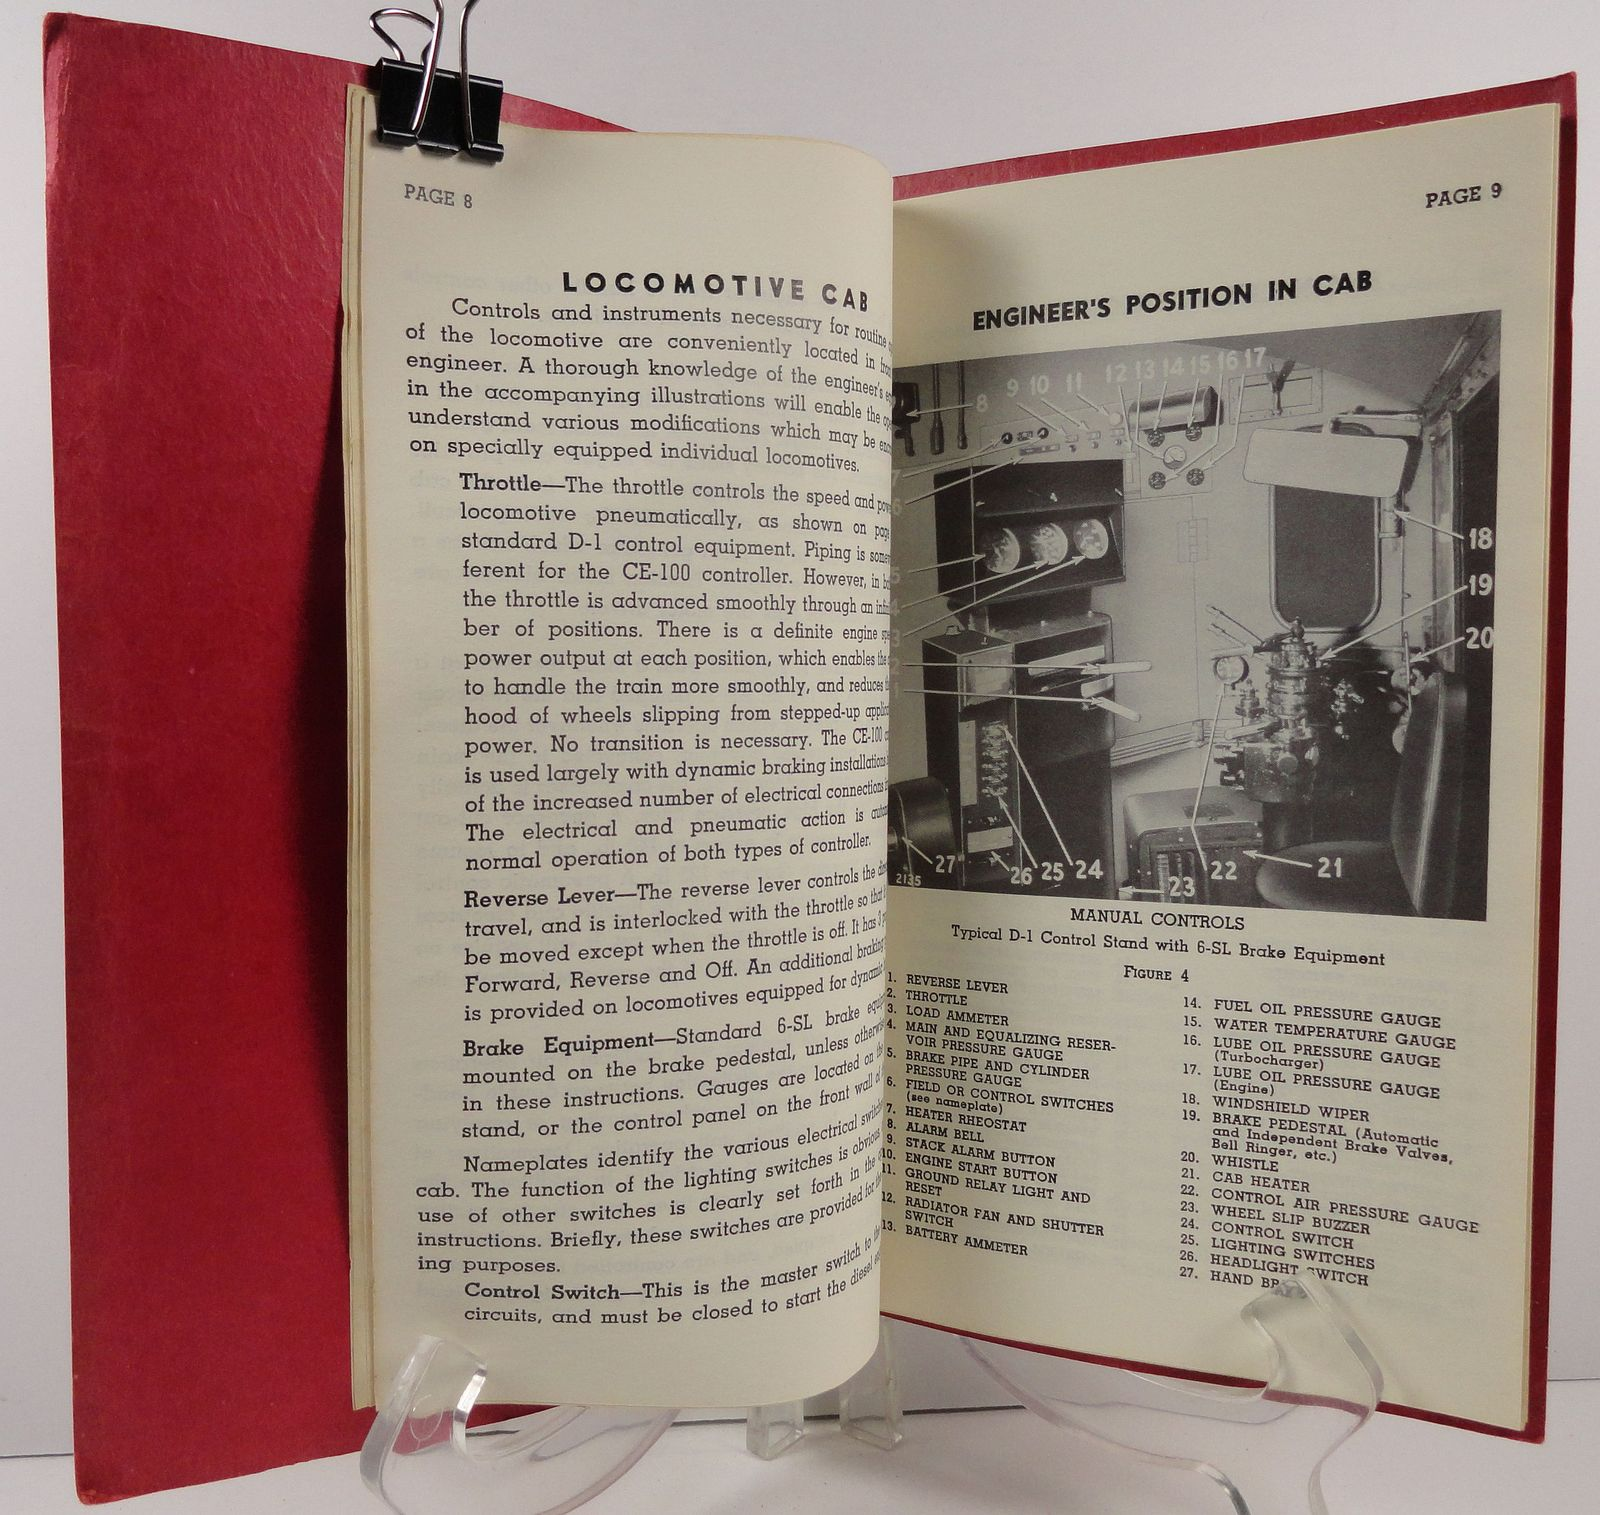 PAGE 8
LOCOMOTIVE CAB
Controls and instruments necessary for routine
of the locomotive are conveniently located in
engineer. A thorough knowledge of the engineer's
in the accompanying illustrations will enable the
understand various modifications which may be
on specially equipped individual locomotives.
Throttle—The throttle controls the speed and
locomotive pneumatically, as shown on page
standard D-1 control equipment. Piping is
ferent for the CE-100 controller. However, in
the throttle is advanced smoothly through an
ber of positions. There is a definite engine
power output at each position, which enables the
to handle the train more smoothly, and reduces
hood of wheels slipping from stepped-up
power. No transition is necessary. The CE-100
is used largely with dynamic braking installations
of the increased number of electrical connections
The electrical and pneumatic action is
normal operation of both types of controller.
Reverse Lever—The reverse lever controls the
travel, and is interlocked with the throttle so that
be moved except when the throttle is off. It has 3
Forward, Reverse and Off. An additional braking
is provided on locomotives equipped for dynamic
Brake Equipment—Standard 6-SL brake
mounted on the brake pedestal, unless otherwise
in these instructions. Gauges are located on the
stand, or the control panel on the front wall of
Nameplates identify the various electrical
cab. The function of the lighting switches is obvious
use of other switches is clearly set forth in the
instructions. Briefly, these switches are provided for
ing purposes.
Control Switch—This is the master switch to the
circuits, and must be closed to start the diesel
PAGE 9
ENGINEER'S POSITION IN CAB
8 9 10 11 12 13 14 15 16 17
18
19
20
27 26 25 24 23 22 21
2135
MANUAL CONTROLS
Typical D-1 Control Stand with 6-SL Brake Equipment
FIGURE 4
1. REVERSE LEVER
2. THROTTLE
3. LOAD AMMETER
4. MAIN AND EQUALIZING RESER-
VOIR PRESSURE GAUGE
5. BRAKE PIPE AND CYLINDER
PRESSURE GAUGE
6. FIELD OR CONTROL SWITCHES
(see nameplate)
7. HEATER RHEOSTAT
8. ALARM BELL
9. STACK ALARM BUTTON
10. ENGINE START BUTTON
11. GROUND RELAY LIGHT AND
RESET
12. RADIATOR FAN AND SHUTTER
SWITCH
13. BATTERY AMMETER
14. FUEL OIL PRESSURE GAUGE
15. WATER TEMPERATURE GAUGE
16. LUBE OIL PRESSURE GAUGE
(Turbocharger)
17. LUBE OIL PRESSURE GAUGE
(Engine)
18. WINDSHIELD WIPER
19. BRAKE PEDESTAL (Automatic
and Independent Brake Valves,
Bell Ringer, etc.)
20. WHISTLE
21. CAB HEATER
22. CONTROL AIR PRESSURE GAUGE
23. WHEEL SLIP BUZZER
24. CONTROL SWITCH
25. LIGHTING SWITCHES
26. HEADLIGHT SWITCH
27. HAND